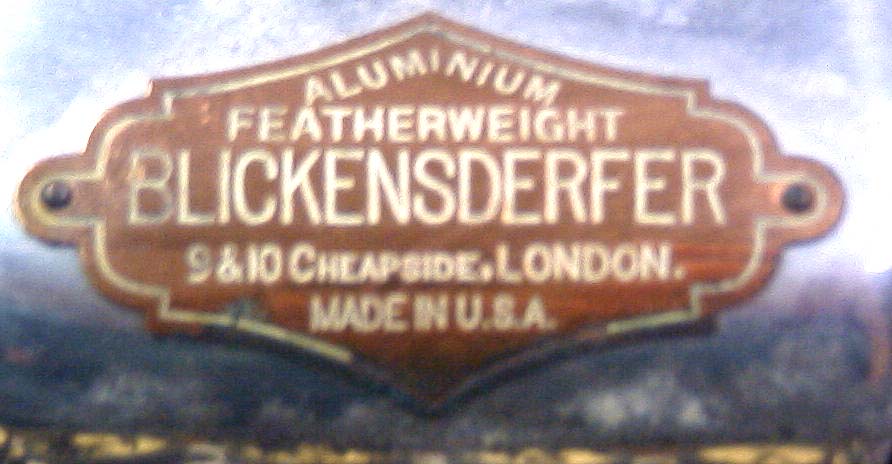 ALUMINIUM
FEATHERWEIGHT
BLICKENSDERFER
9 & 10 CHEAPSIDE, LONDON.
MADE IN U.S.A.